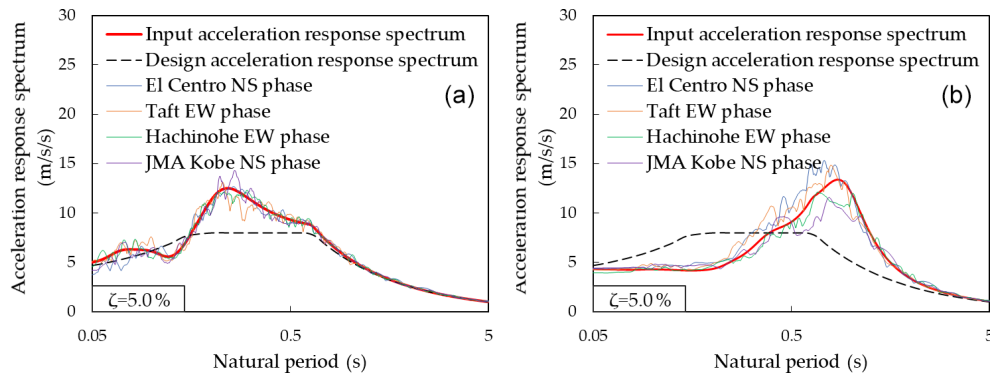 Acceleration response spectrum
(m/s/s)
30
25
20
15
10
5
0
Input acceleration response spectrum
Design acceleration response spectrum
El Centro NS phase
Taft EW phase
Hachinohe EW phase
JMA Kobe NS phase
(a)
ζ=5.0%
0.05
0.5
5
Natural period (s)
Acceleration response spectrum
(m/s/s)
30
25
20
15
10
5
0
Input acceleration response spectrum
Design acceleration response spectrum
El Centro NS phase
Taft EW phase
Hachinohe EW phase
JMA Kobe NS phase
(b)
ζ=5.0%
0.05
0.5
5
Natural period (s)